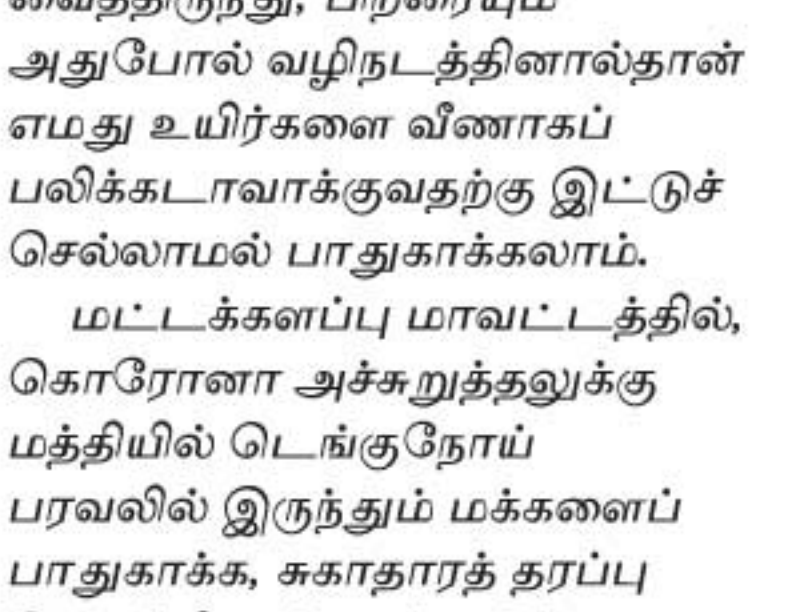 வைத்திருந்து, பிறரையும்
அதுபோல் வழிநடத்தினால்தான்
எமது உயிர்களை வீணாகப்
பலிக்கடாவாக்குவதற்கு இட்டுச்
செல்லாமல் பாதுகாக்கலாம்.
மட்டக்களப்பு மாவட்டத்தில்,
கொரோனா அச்சுறுத்தலுக்கு
மத்தியில் டெங்குநோய்
பரவலில் இருந்தும் மக்களைப்
பாதுகாக்க, சுகாதாரத் தரப்பு